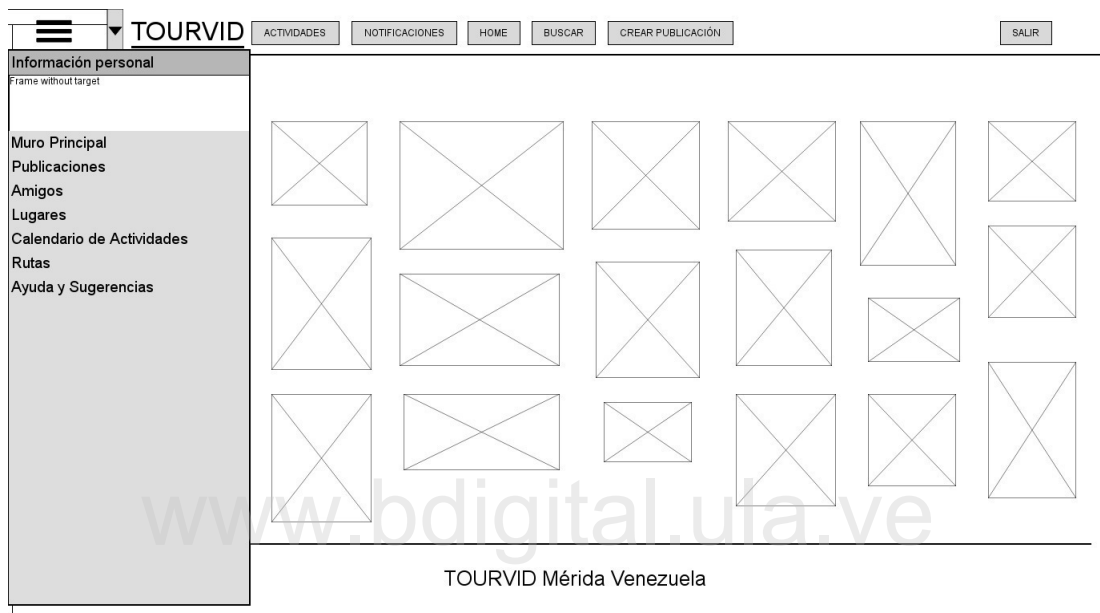 TOURVID
ACTIVIDADES
NOTIFICACIONES
HOME
BUSCAR
CREAR PUBLICACIÓN
SALIR
Información personal
Frame without target
Muro Principal
Publicaciones
Amigos
Lugares
Calendario de Actividades
Rutas
Ayuda y Sugerencias
www.bdigital.ula.ve
TOURVID Mérida Venezuela